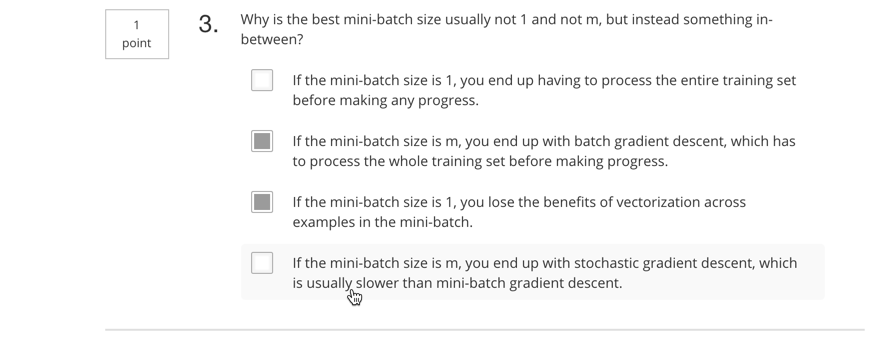 1
point
3.
Why is the best mini-batch size usually not 1 and not m, but instead something in-
between?
If the mini-batch size is 1, you end up having to process the entire training set
before making any progress.
If the mini-batch size is m, you end up with batch gradient descent, which has
to process the whole training set before making progress.
If the mini-batch size is 1, you lose the benefits of vectorization across
examples in the mini-batch.
If the mini-batch size is m, you end up with stochastic gradient descent, which
is usually slower than mini-batch gradient descent.